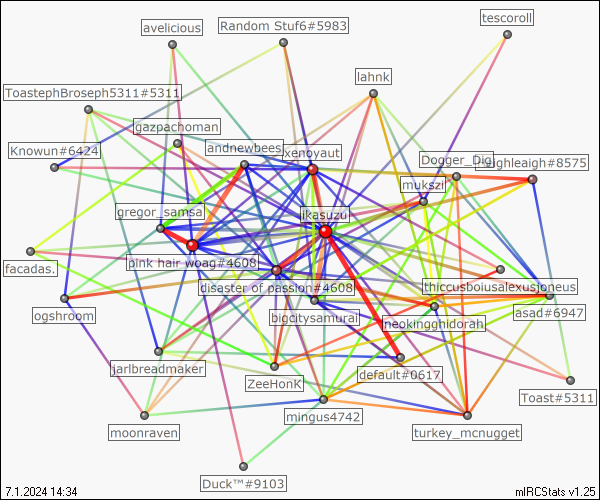 tescoroll
avelicious
Random Stuf6#5983
lahnk
ToastephBroseph5311#5311
gazpachoman
Knowun#6424
andnewbees
xenoyaut
Dogger_Dig
#8575
mukszi
gregor_samsa
ikasuzu
facadas.
pink hair woag#4608
disaster of passion#4608
thiccusboiusalexusjoneus
ogshroom
bigcitysamurai
neokingghidorah
asad#6947
jarlbreadmaker
ZeeHonK
default#0617
Toast#5311
moonraven
mingus4742
turkey_mcnugget
Duck™#9103
7.1.2024 14:34
mIRCStats v1.25